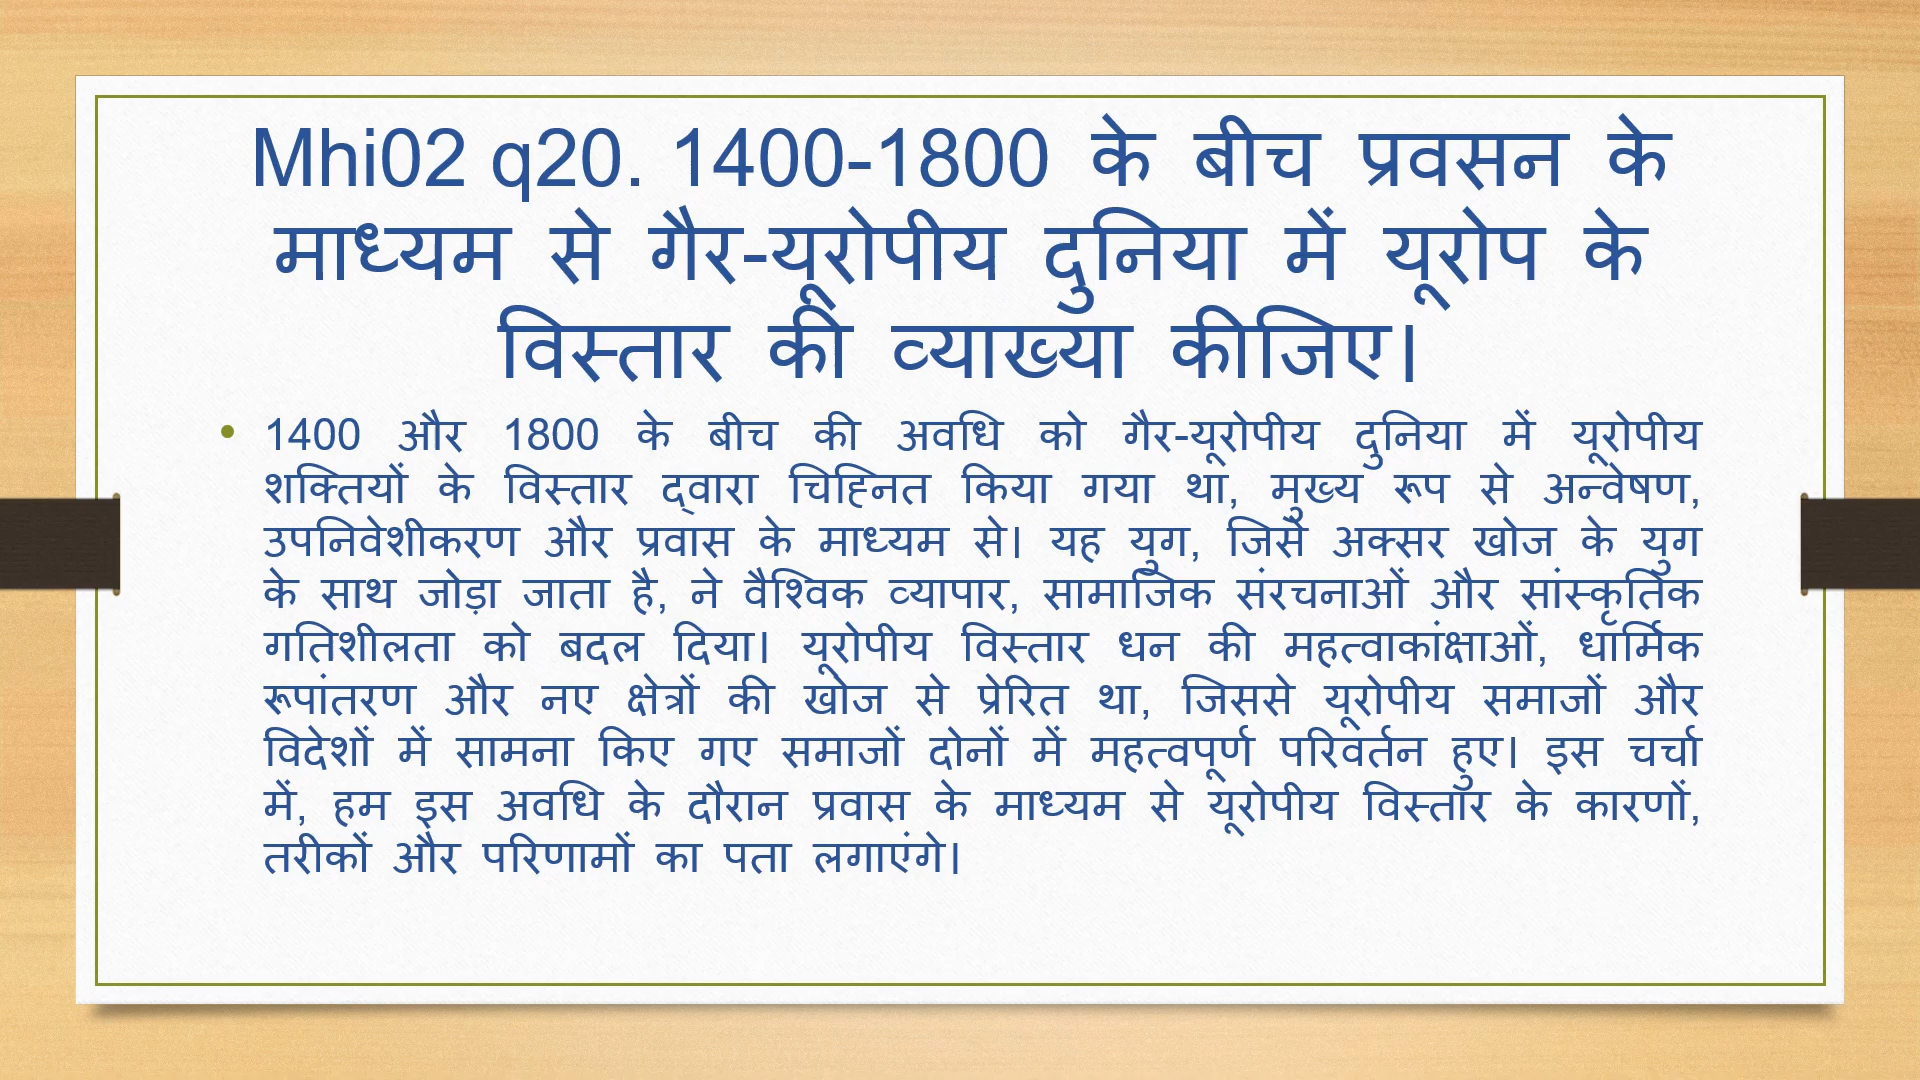 Mhi02 q20. 1400-1800 के बीच प्रवसन के
माध्यम से गैर-यूरोपीय दुनिया में यूरोप के
विस्तार की व्याख्या कीजिए।
• 1400 और 1800 के बीच की अवधि को गैर-यूरोपीय दुनिया में यूरोपीय
शक्तियों के विस्तार द्वारा चिह्नित किया गया था, मुख्य रूप से अन्वेषण,
उपनिवेशीकरण और प्रवास के माध्यम से। यह युग, जिसे अक्सर खोज के युग
के साथ जोड़ा जाता है, ने वैश्विक व्यापार, सामाजिक संरचनाओं और सांस्कृतिक
गतिशीलता को बदल दिया। यूरोपीय विस्तार धन की महत्वाकांक्षाओं, धार्मिक
रूपांतरण और नए क्षेत्रों की खोज से प्रेरित था, जिससे यूरोपीय समाजों और
विदेशों में सामना किए गए समाजों दोनों में महत्वपूर्ण परिवर्तन हुए। इस चर्चा
में, हम इस अवधि के दौरान प्रवास के माध्यम से यूरोपीय विस्तार के कारणों,
तरीकों और परिणामों का पता लगाएंगे।